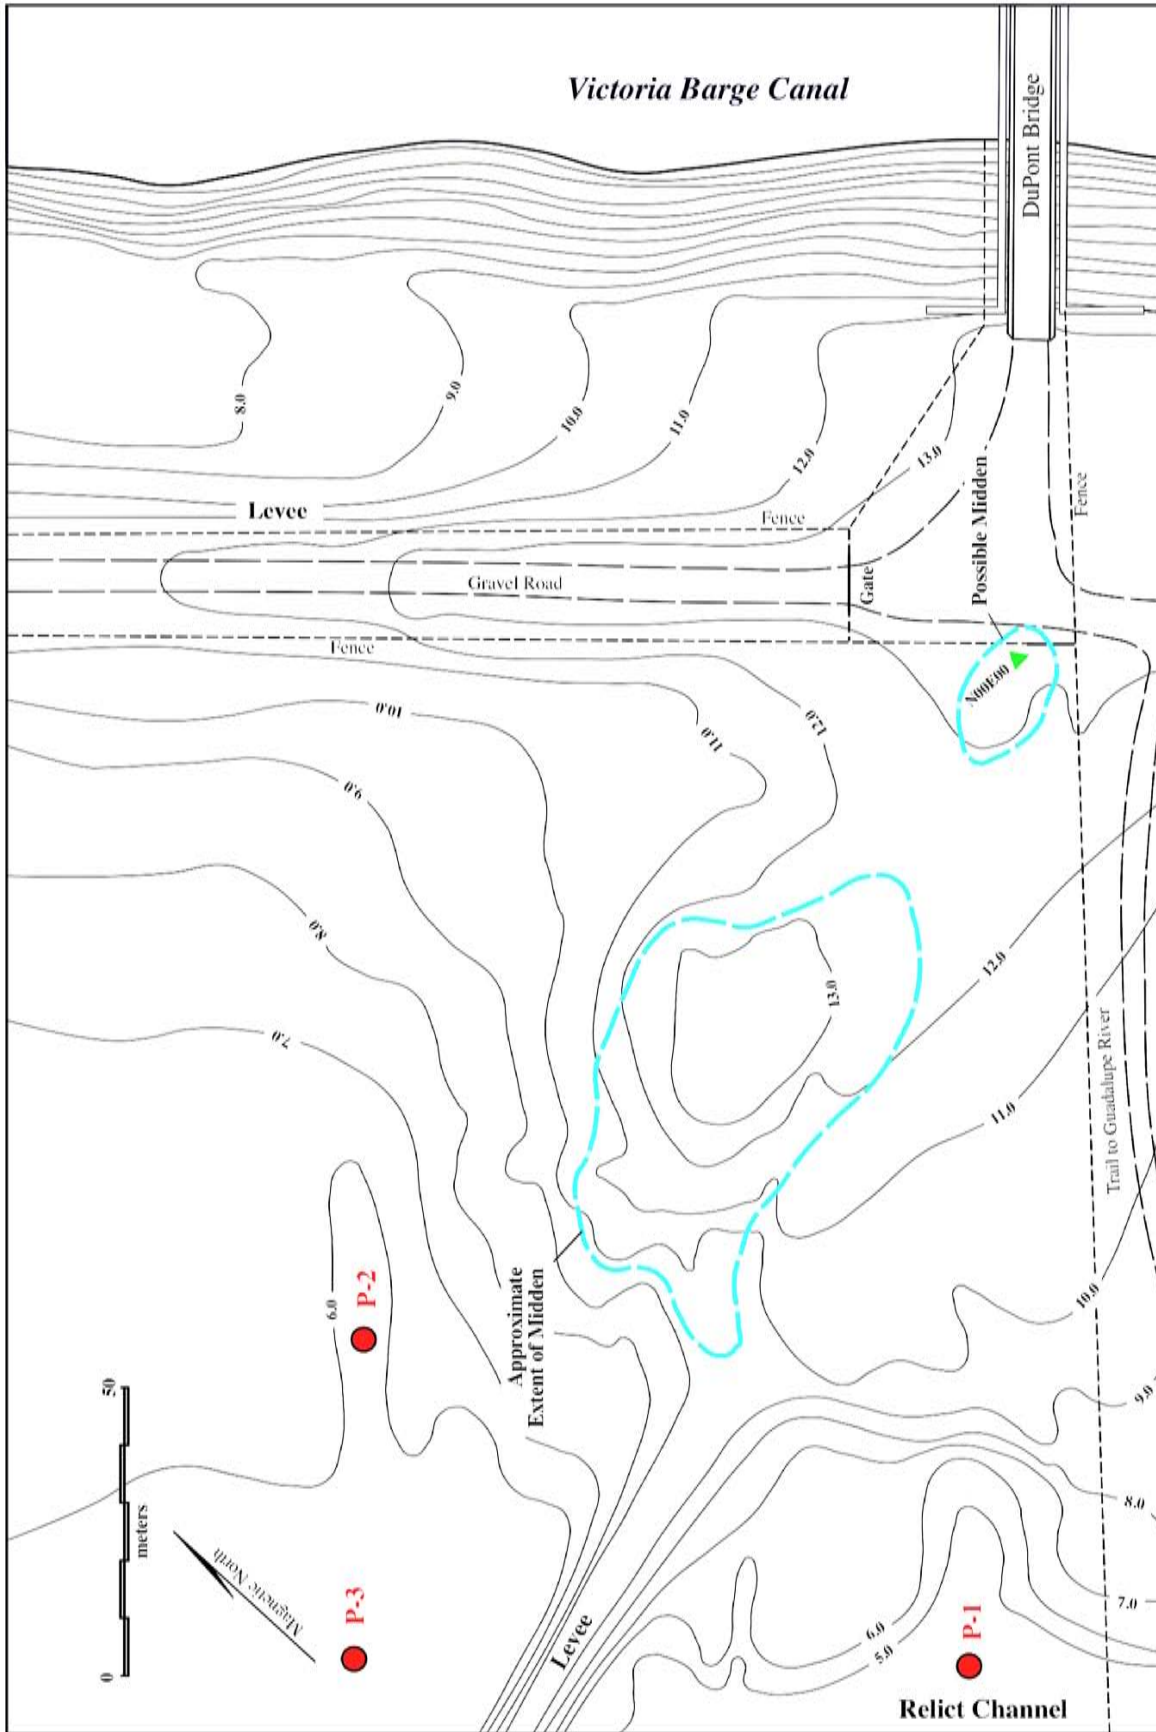 Victoria Barge Canal
DuPont Bridge
8.0
9.0
10.0
11.0
12.0
13.0
Levee
Fence
Gravel Road
Gate
Fence
Possible Midden
Fence
N00E00
10.0
11.0
12.0
9.0
8.0
7.0
13.0
12.0
11.0
Trail to Guadalupe River
6.0
P-2
Approximate
Extent of Midden
10.0
9.0
8.0
7.0
50
meters
0
Magnetic North
P-3
Levee
6.0
5.0
P-1
Relict Channel